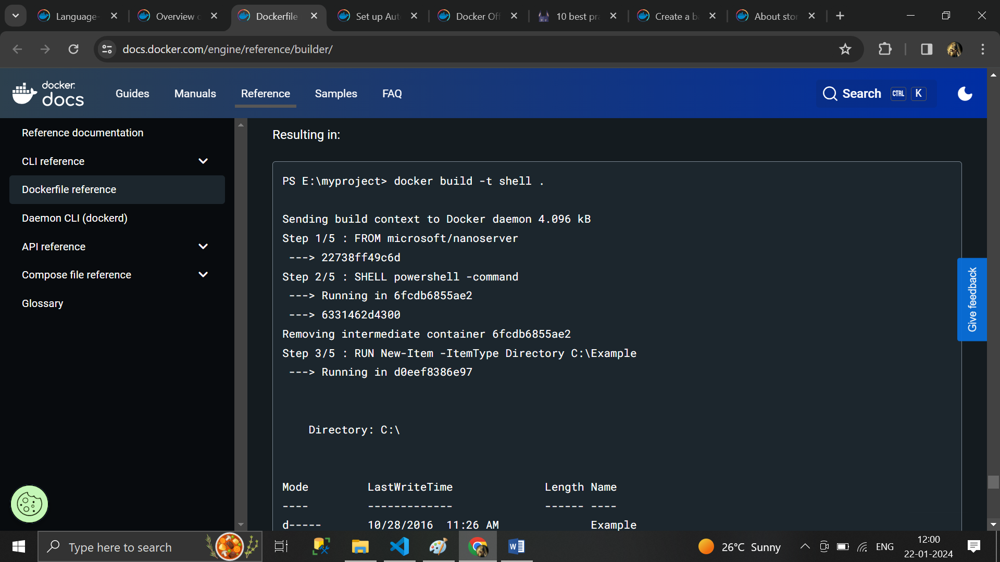 Language-
Overview c
Dockerfile
Set up Aut
Docker Off
10 best pra
Create a ba
About stor
docs.docker.com/engine/reference/builder/
docker
docs
Guides
Manuals
Reference
Samples
FAQ
Search
CTRL
K
Reference documentation
CLI reference
Dockerfile reference
Daemon CLI (dockerd)
API reference
Compose file reference
Glossary
Resulting in:
PS E:\myproject> docker build -t shell .
Sending build context to Docker daemon 4.096 kB
Step 1/5 : FROM microsoft/nanoserver
---> 22738ff49c6d
Step 2/5 : SHELL powershell -command
---> Running in 6fcdb6855ae2
---> 6331462d4300
Removing intermediate container 6fcdb6855ae2
Step 3/5 : RUN New-Item -ItemType Directory C:\Example
---> Running in d0eef8386e97
Directory: C:\
Mode LastWriteTime Length Name
---- ------------- ------ ----
d----- 10/28/2016 11:26 AM Example
Give feedback
Type here to search
26°C Sunny
ENG
12:00
22-01-2024